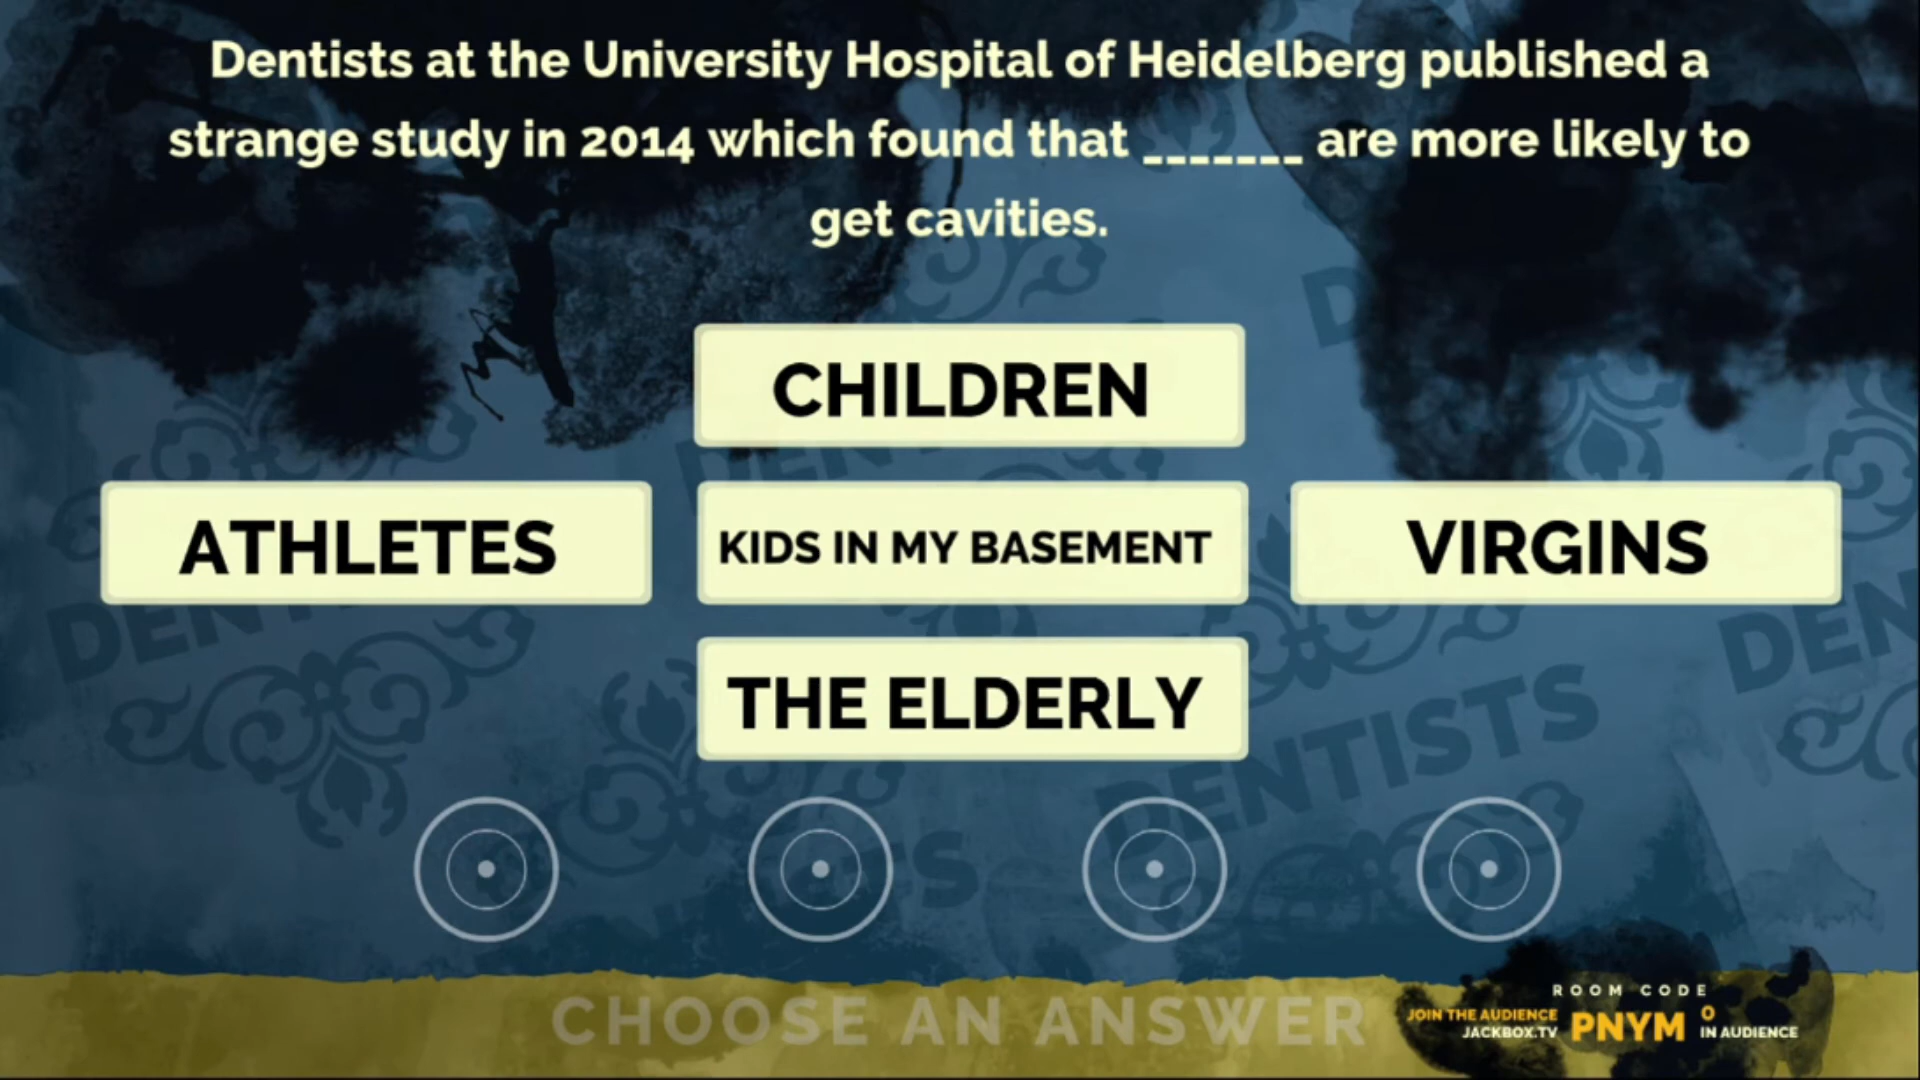 Dentists at the University Hospital of Heidelberg published a
strange study in 2014 which found that _______ are more likely to
get cavities.
CHILDREN
ATHLETES
KIDS IN MY BASEMENT
VIRGINS
THE ELDERLY
DENTISTS
CHOOSE AN ANSWER
ROOM CODE
JOIN THE AUDIENCE
JACKBOX.TV
PNYM
0
IN AUDIENCE